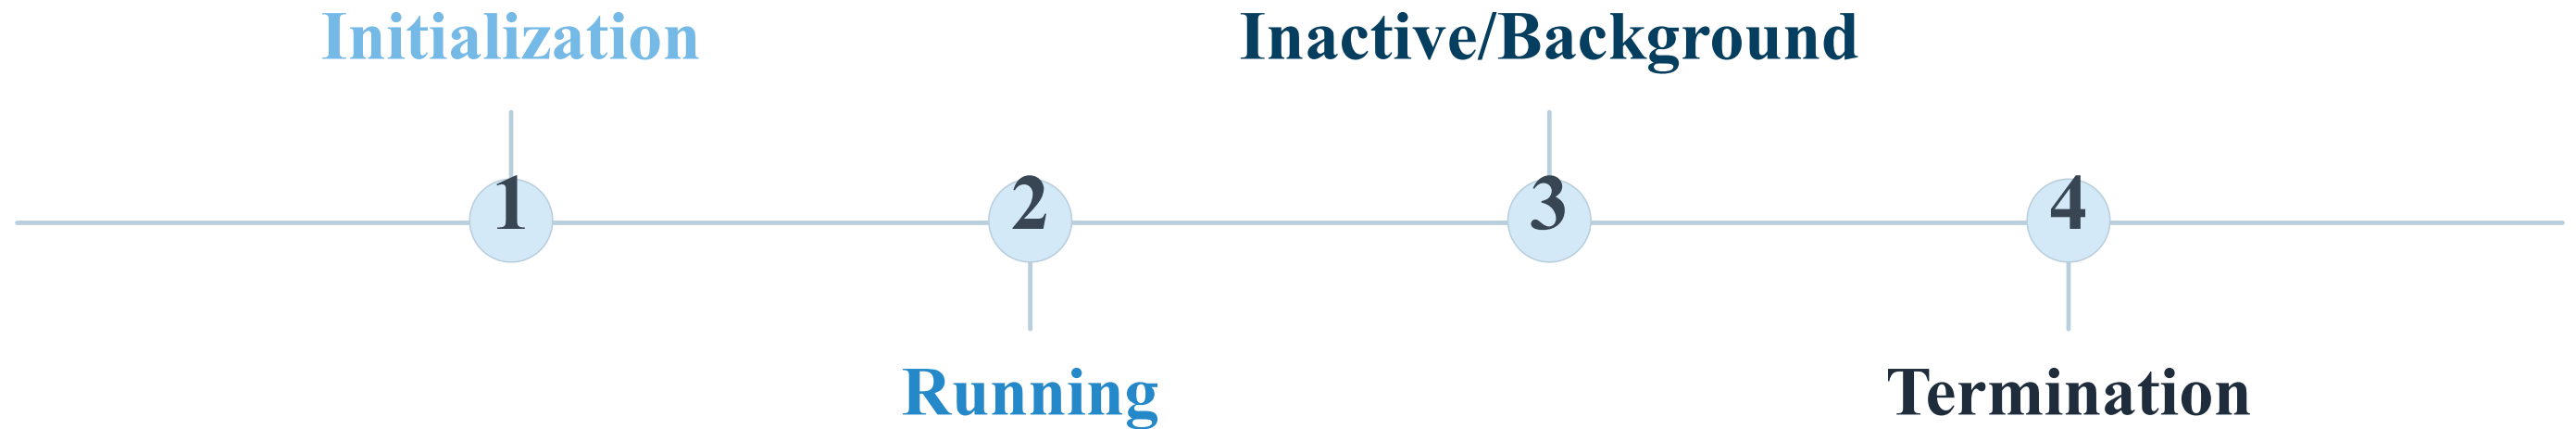 Initialization
Inactive/Background
1
2
3
4
Running
Termination